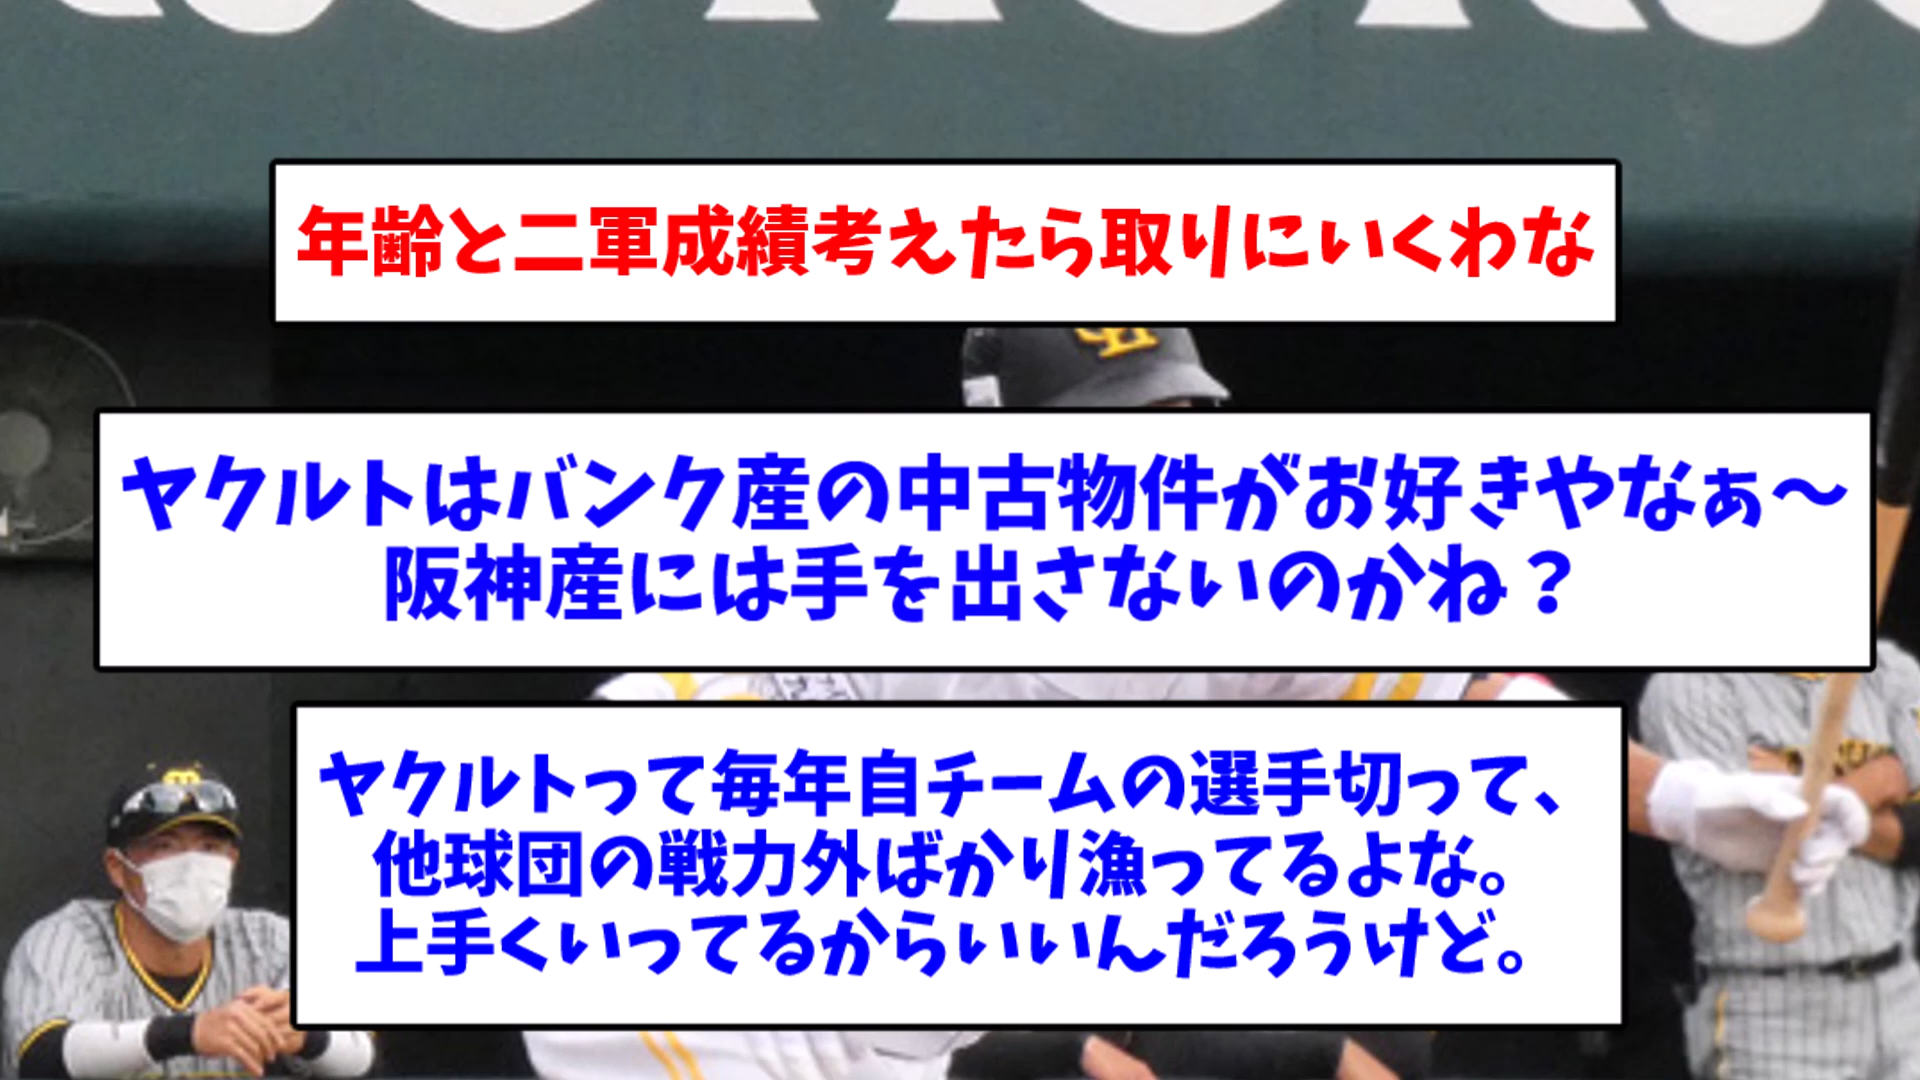 年齢と二軍成績考えたら取りにいくわな
ヤクルトはバンク産の中古物件がお好きやなぁ〜
阪神産には手を出さないのかね？
ヤクルトって毎年自チームの選手切って、
他球団の戦力外ばかり漁ってるよな。
上手くいってるからいいんだろうけど。